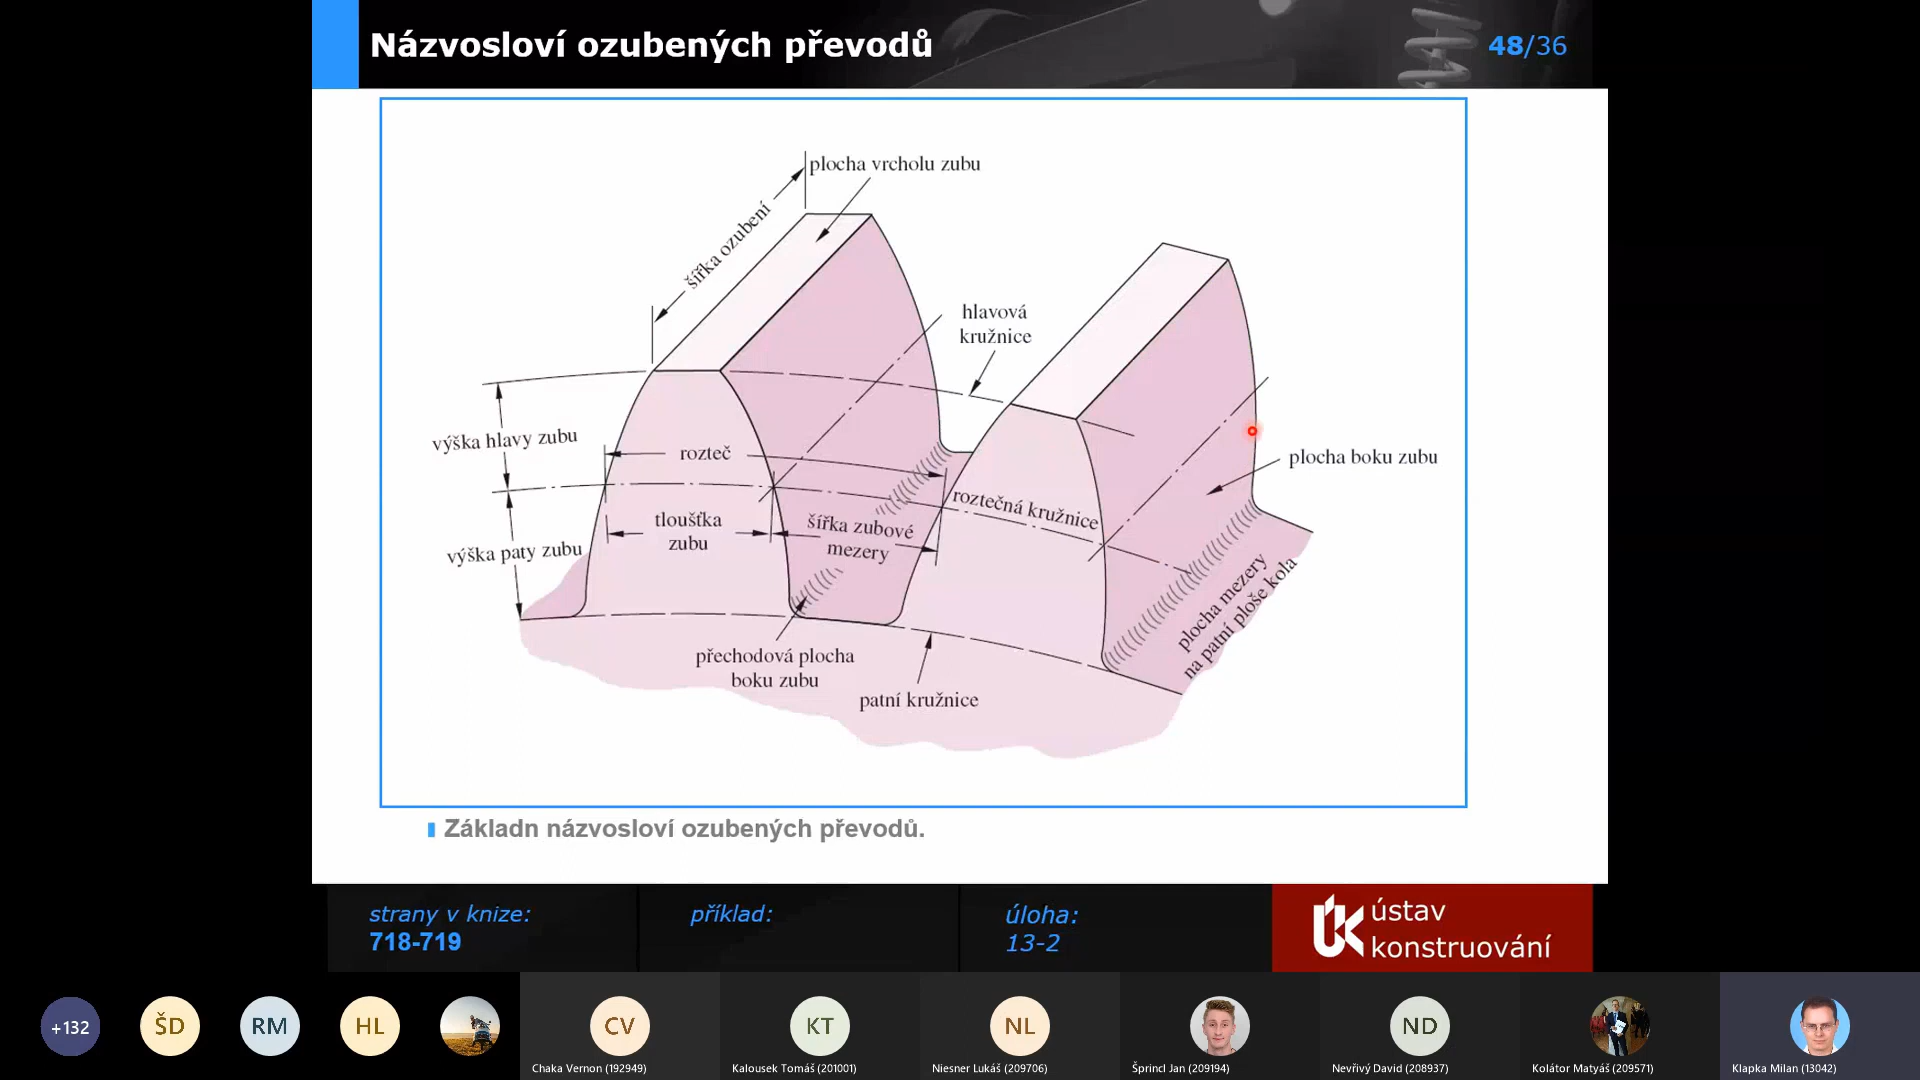 Názvosloví ozubených převodů
48/36
plocha vrcholu zubu
šířka ozubení
hlavová
kružnice
výška hlavy zubu
rozteč
plocha boku zubu
roztečná kružnice
tloušťka
zubu
šířka zubové
mezery
výška paty zubu
plocha mezery
na patní ploše kola
přechodová plocha
boku zubu
patní kružnice
Základn názvosloví ozubených převodů.
strany v knize:
718-719
příklad:
úloha:
13-2
ústav
konstruování
+132
ŠD
RM
HL
CV
KT
NL
ND
Chaka Vernon (192949)
Kalousek Tomáš (201001)
Niesner Lukáš (209706)
Šprincl Jan (209194)
Nevřivý David (208937)
Kolátor Matyáš (209571)
Klapka Milan (13042)